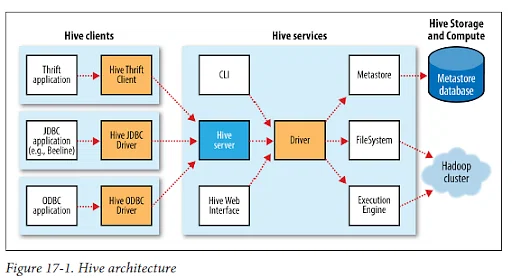 Hive clients
Hive services
Hive Storage
and Compute
Thrift
application
Hive Thrift
Client
CLI
Metastore
Metastore
database
JDBC
application
(e.g., Beeline)
Hive JDBC
Driver
Hive
server
Driver
FileSystem
Hadoop
cluster
ODBC
application
Hive ODBC
Driver
Hive Web
Interface
Execution
Engine
Figure 17-1. Hive architecture